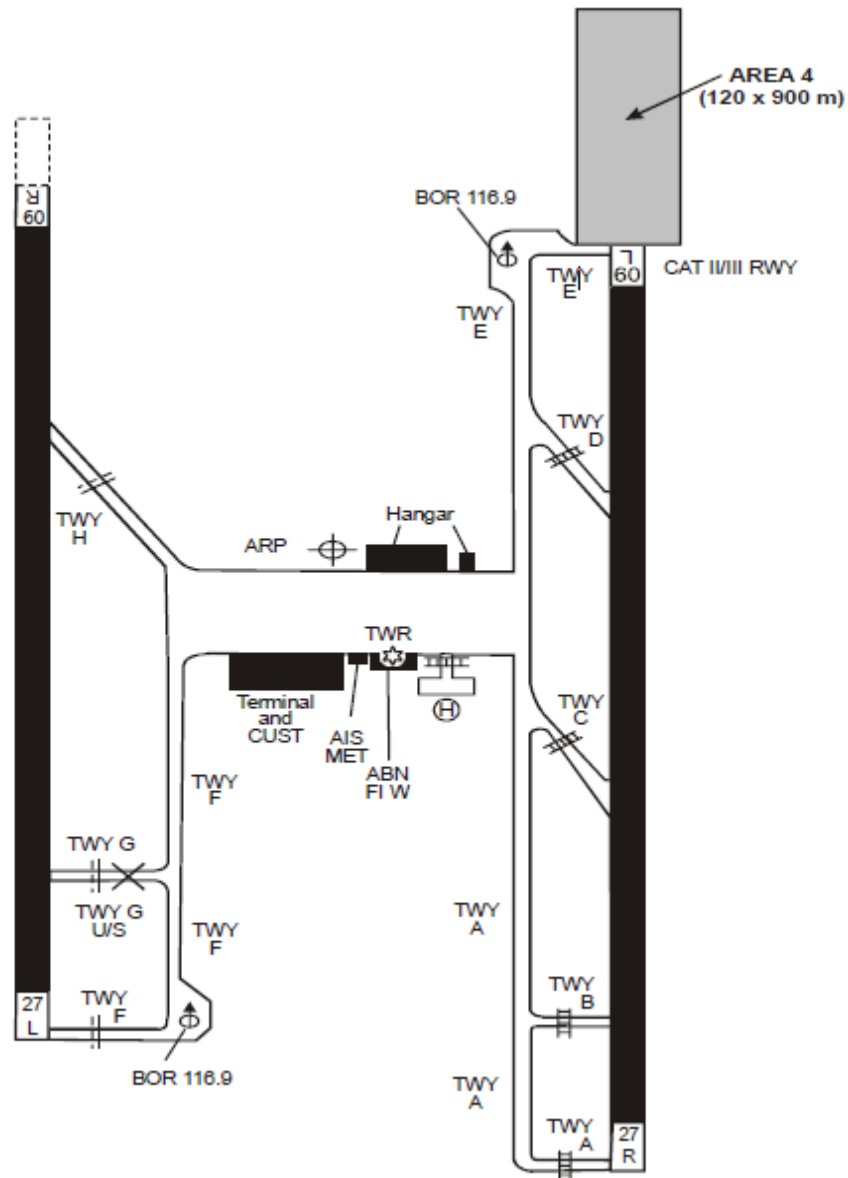 AREA 4
(120 x 900 m)
09
R
BOR 116.9
09
L
CAT II/III RWY
TWY
E
TWY
E
TWY
D
TWY
H
ARP
Hangar
TWR
Terminal
and
CUST
AIS
MET
ABN
FI W
H
TWY
C
TWY
F
TWY G
TWY G
U/S
TWY
F
TWY
A
TWY
B
27
L
TWY
F
BOR 116.9
TWY
A
TWY
A
27
R